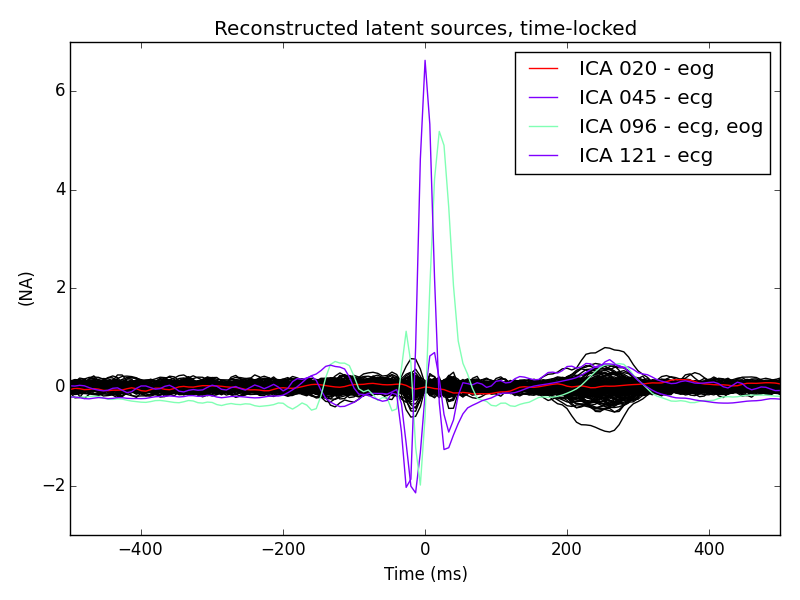 Reconstructed latent sources, time-locked
ICA 020 - eog
ICA 045 - ecg
ICA 096 - ecg, eog
ICA 121 - ecg
6
4
2
0
−2
(NA)
−400 −200 0 200 400
Time (ms)